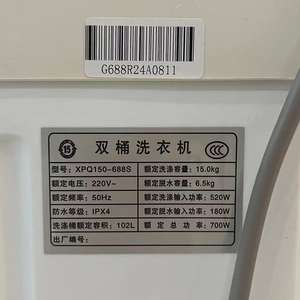 G688R24A0811
15
双桶洗衣机
型号：XPQ150-688S
额定洗涤容量：15.0kg
额定电压：220V~
额定脱水容量：6.5kg
额定频率：50Hz
额定洗涤输入功率：520W
防水等级：IPX4
额定脱水输入功率：180W
洗涤桶额定容积：102L
额定总功率：700W
出厂编号：